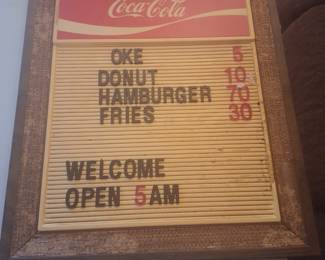 Coca-Cola
OKE 5
DONUT 10
HAMBURGER 70
FRIES 30
WELCOME
OPEN 5AM